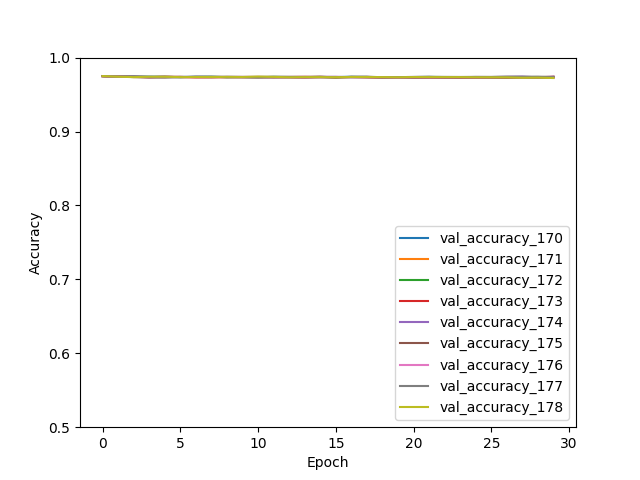 1.0
0.9
0.8
0.7
0.6
0.5
Accuracy
val_accuracy_170
val_accuracy_171
val_accuracy_172
val_accuracy_173
val_accuracy_174
val_accuracy_175
val_accuracy_176
val_accuracy_177
val_accuracy_178
0 5 10 15 20 25 30
Epoch